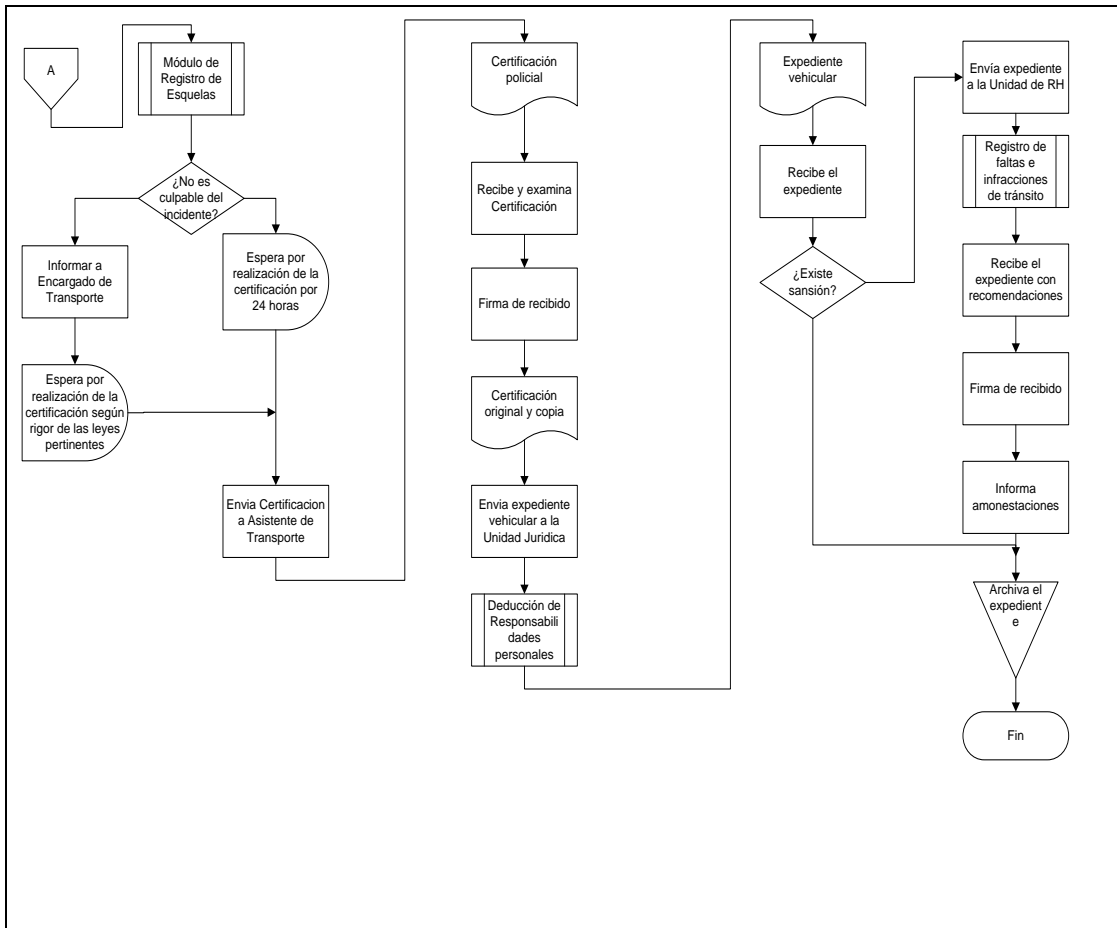 A
Módulo de
Registro de
Esquelas
¿No es
culpable del
incidente?
Informar a
Encargado de
Transporte
Espera por
realización de la
certificación por
24 horas
Espera por
realización de la
certificación según
rigor de las leyes
pertinentes
Envia Certificacion
a Asistente de
Transporte
Certificación
policial
Recibe y examina
Certificación
Firma de recibido
Certificación
original y copia
Envia expediente
vehicular a la
Unidad Juridica
Deducción de
Responsabili
dades
personales
Expediente
vehicular
Recibe el
expediente
¿Existe
sansión?
Envía expediente
a la Unidad de RH
Registro de
faltas e
infracciones
de tránsito
Recibe el
expediente con
recomendaciones
Firma de recibido
Informa
amonestaciones
Archiva el
expedient
e
Fin